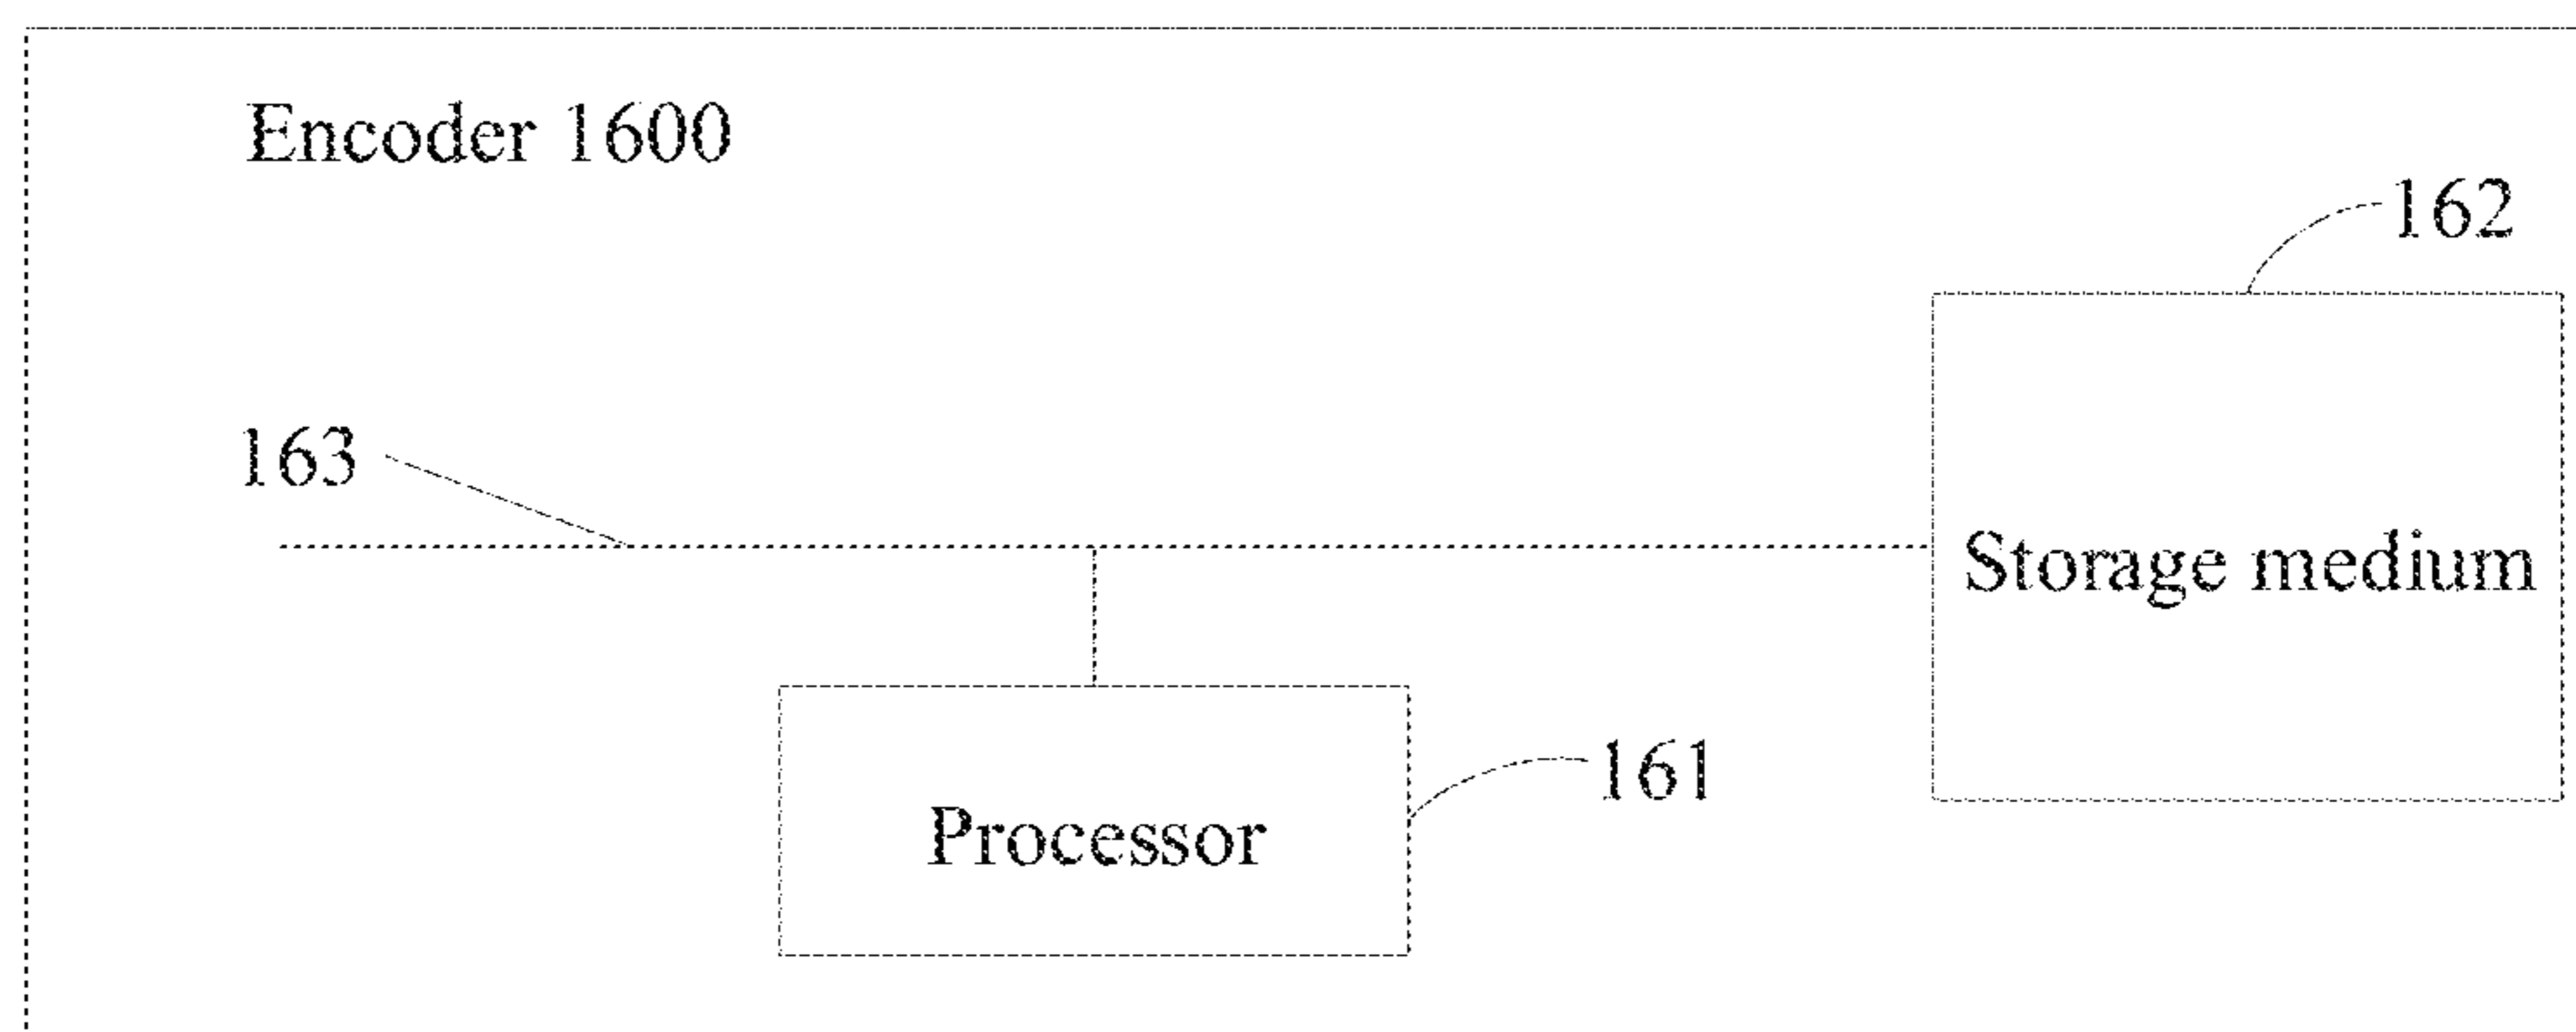 Encoder 1600
162
163
Storage medium
161
Processor